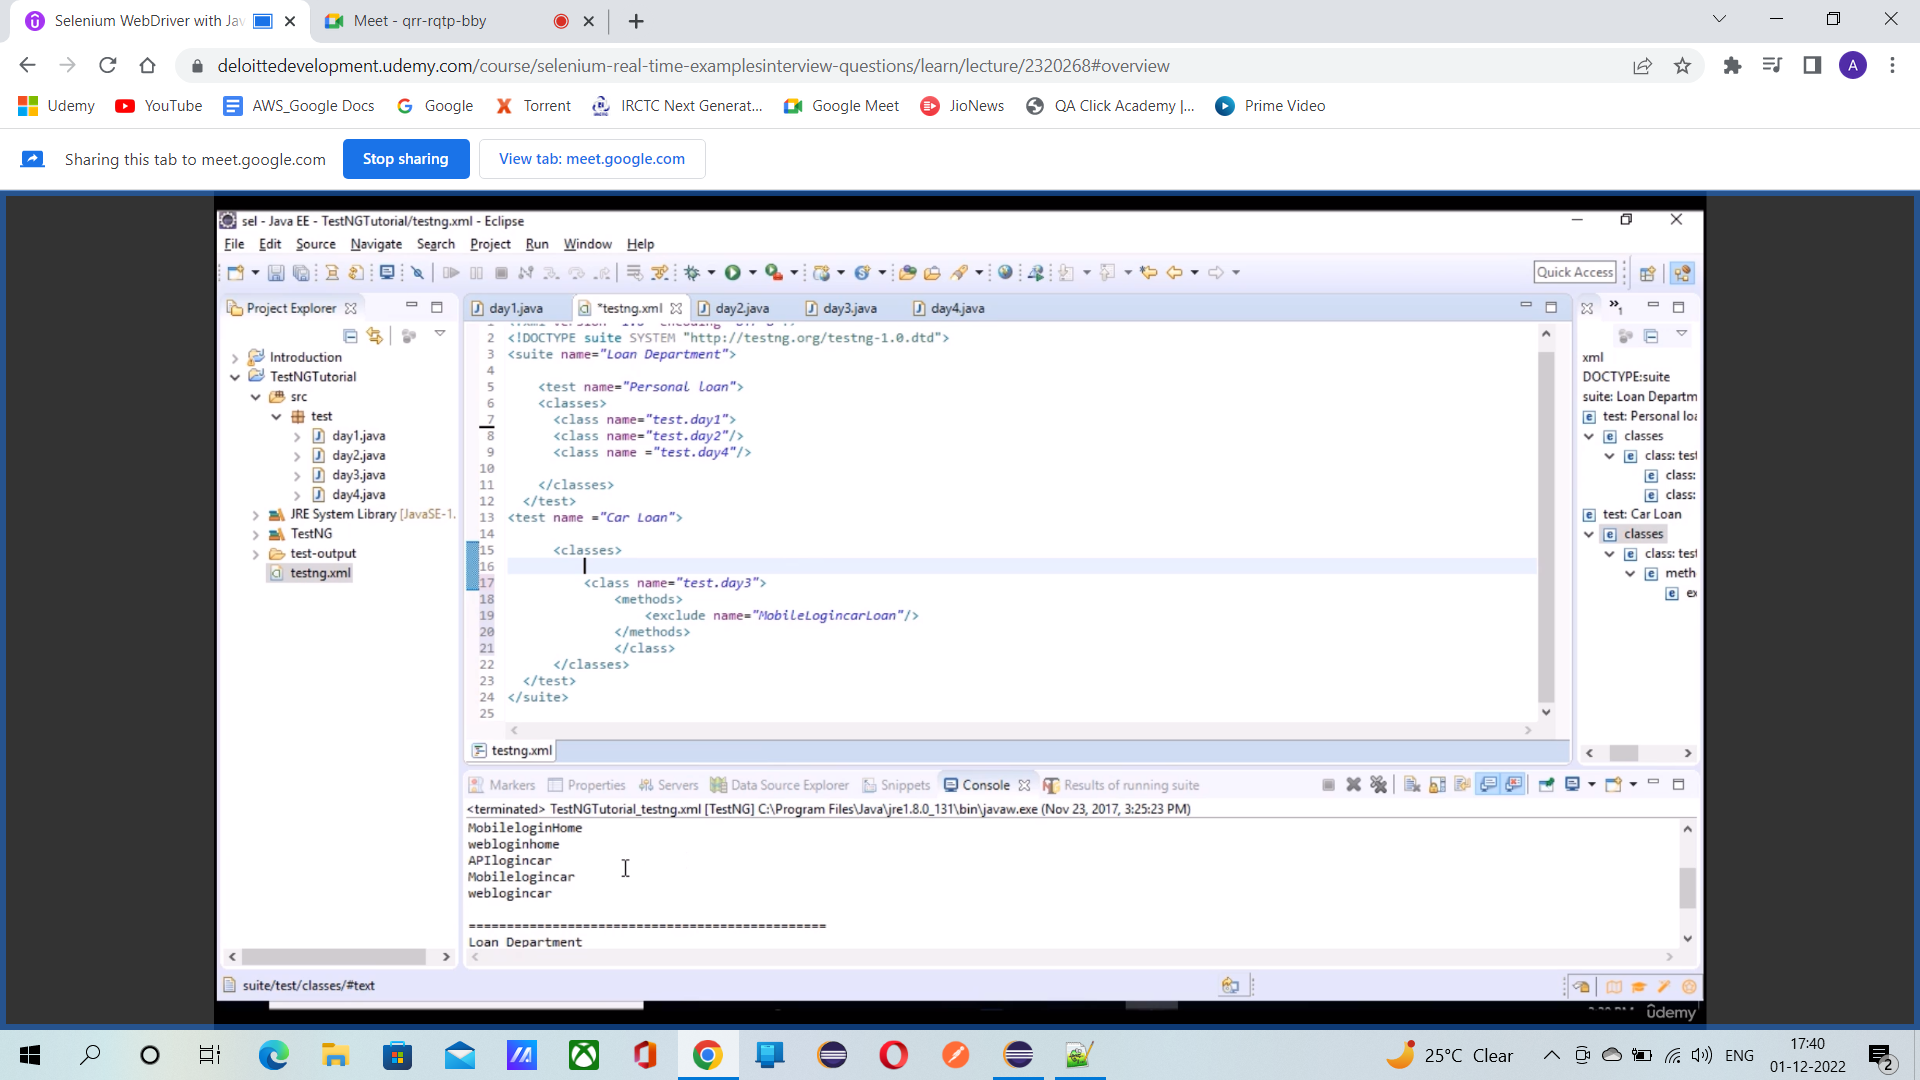 Selenium WebDriver with Jav
Meet - qrr-rqtp-bby
deloittedevelopment.udemy.com/course/selenium-real-time-examplesinterview-questions/learn/lecture/2320268#overview
A
Udemy
YouTube
AWS_Google Docs
Google
Torrent
IRCTC Next Generat...
Google Meet
JioNews
QA Click Academy |...
Prime Video
Sharing this tab to meet.google.com
Stop sharing
View tab: meet.google.com
sel - Java EE - TestNGTutorial/testng.xml - Eclipse
File Edit Source Navigate Search Project Run Window Help
Quick Access
Project Explorer
day1.java
*testng.xml
day2.java
day3.java
day4.java
Introduction
TestNGTutorial
src
test
day1.java
day2.java
day3.java
day4.java
JRE System Library [JavaSE-1.
TestNG
test-output
testng.xml
2 <!DOCTYPE suite SYSTEM "http://testng.org/testng-1.0.dtd">
3 <suite name="Loan Department">
4
5 <test name="Personal loan">
6 <classes>
7 <class name="test.day1">
8 <class name="test.day2"/>
9 <class name ="test.day4"/>
10
11 </classes>
12 </test>
13 <test name ="Car Loan">
14
15 <classes>
16
17 <class name="test.day3">
18 <methods>
19 <exclude name="MobileLogincarLoan"/>
20 </methods>
21 </class>
22 </classes>
23 </test>
24 </suite>
25
testng.xml
xml
DOCTYPE:suite
suite: Loan Departm
test: Personal loa
classes
class: test
class:
class:
test: Car Loan
classes
class: test
meth
ex
Markers
Properties
Servers
Data Source Explorer
Snippets
Console
Results of running suite
<terminated> TestNGTutorial_testng.xml [TestNG] C:\Program Files\Java\jre1.8.0_131\bin\javaw.exe (Nov 23, 2017, 3:25:23 PM)
MobileloginHome
webloginhome
APIlogincar
Mobilelogincar
weblogincar
===============================================
Loan Department
suite/test/classes/#text
ûdemy
25°C Clear
ENG
17:40
01-12-2022
2